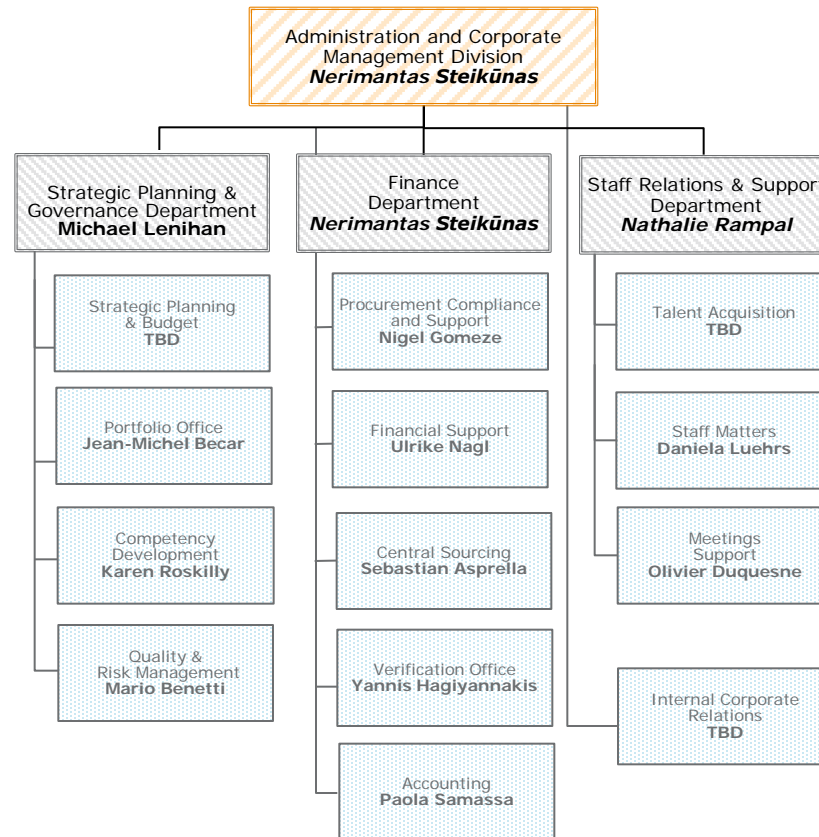 Administration and Corporate
Management Division
Nerimantas Steikūnas
Strategic Planning &
Governance Department
Michael Lenihan
Finance
Department
Nerimantas Steikūnas
Staff Relations & Support
Department
Nathalie Rampal
Strategic Planning
& Budget
TBD
Portfolio Office
Jean-Michel Becar
Competency
Development
Karen Roskilly
Quality &
Risk Management
Mario Benetti
Procurement Compliance
and Support
Nigel Gomeze
Financial Support
Ulrike Nagl
Central Sourcing
Sebastian Asprella
Verification Office
Yannis Hagiyannakis
Accounting
Paola Samassa
Talent Acquisition
TBD
Staff Matters
Daniela Luehrs
Meetings
Support
Olivier Duquesne
Internal Corporate
Relations
TBD